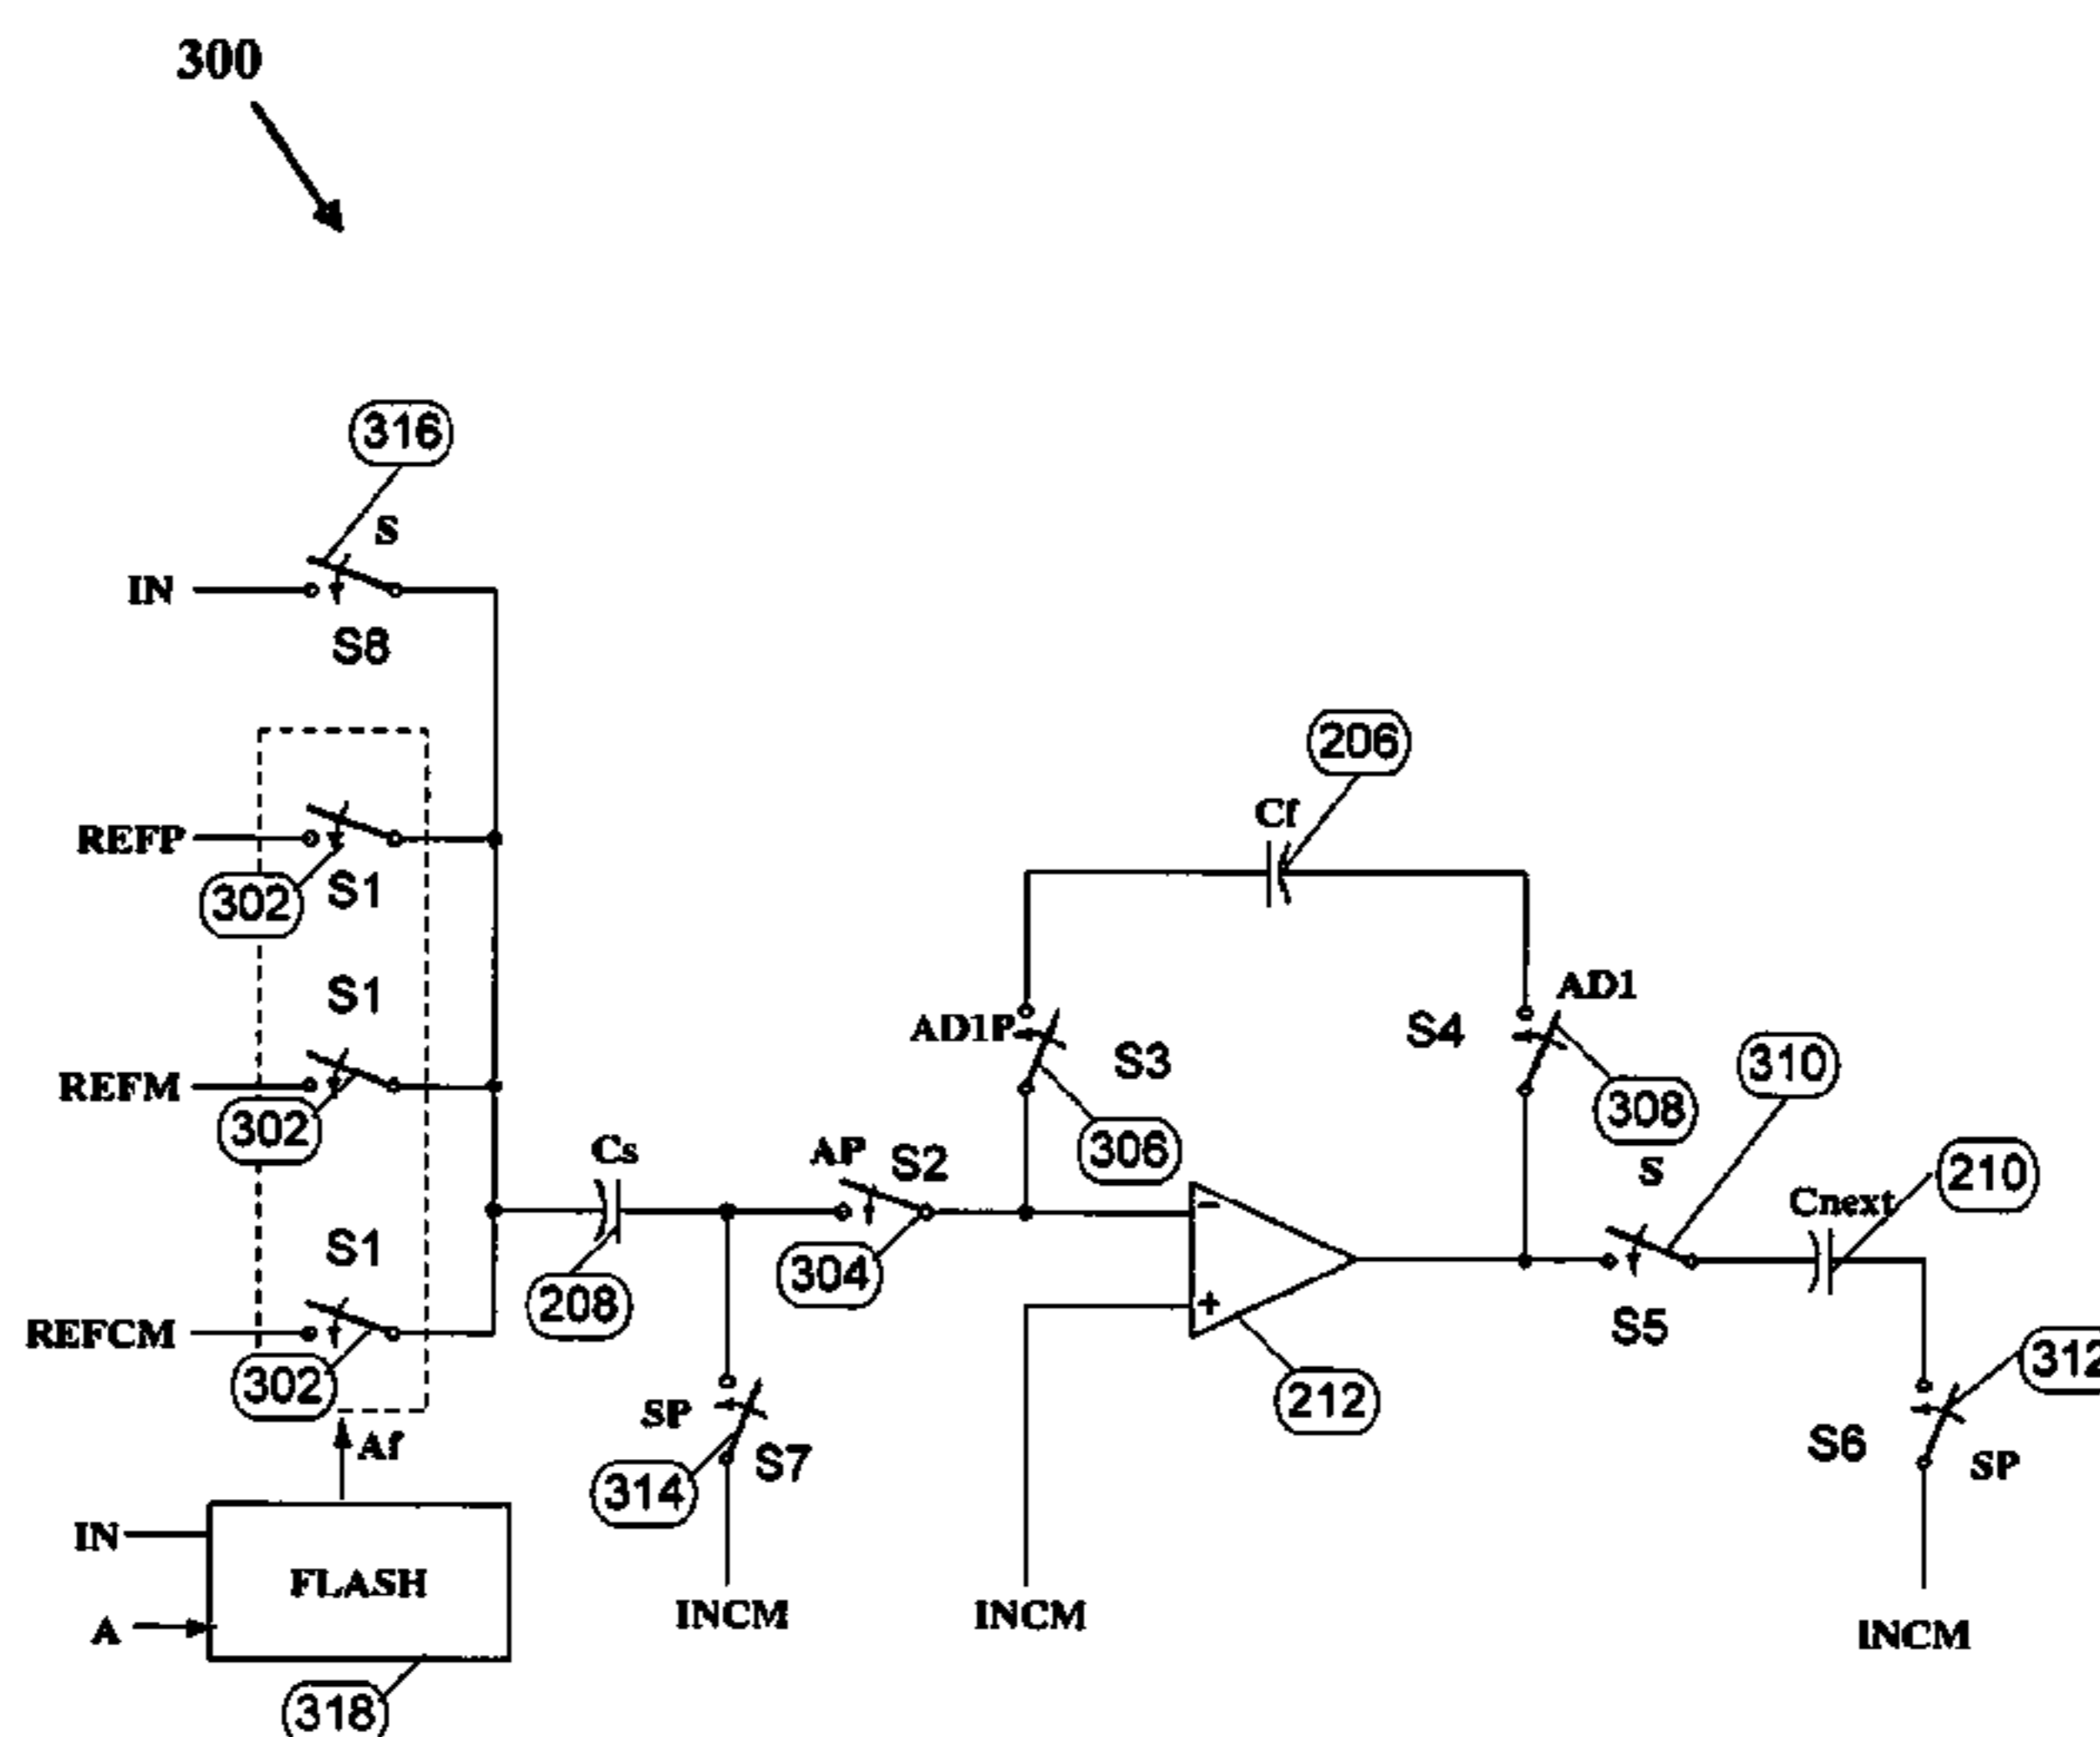 300
316
S
IN
S8
206
Cf
REFP
302
S1
S1
AD1
AD1P
S4
S3
310
REFM
302
308
306
Cs
AP
S2
S
210
Cnext
S1
304
208
S5
REFCM
302
212
312
SP
S7
S6
SP
Af
314
IN
FLASH
A
INCM
INCM
INCM
318